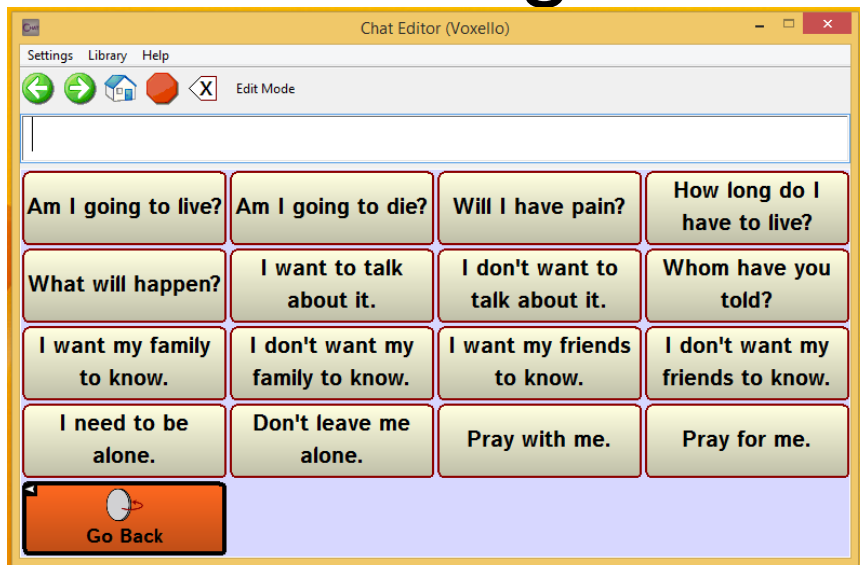 Chat Editor (Voxello)
Settings Library Help
X Edit Mode
Am I going to live? Am I going to die? Will I have pain? How long do I
have to live?
What will happen? I want to talk
about it. I don't want to
talk about it. Whom have you
told?
I want my family
to know. I don't want my
family to know. I want my friends
to know. I don't want my
friends to know.
I need to be
alone. Don't leave me
alone. Pray with me. Pray for me.
Go Back